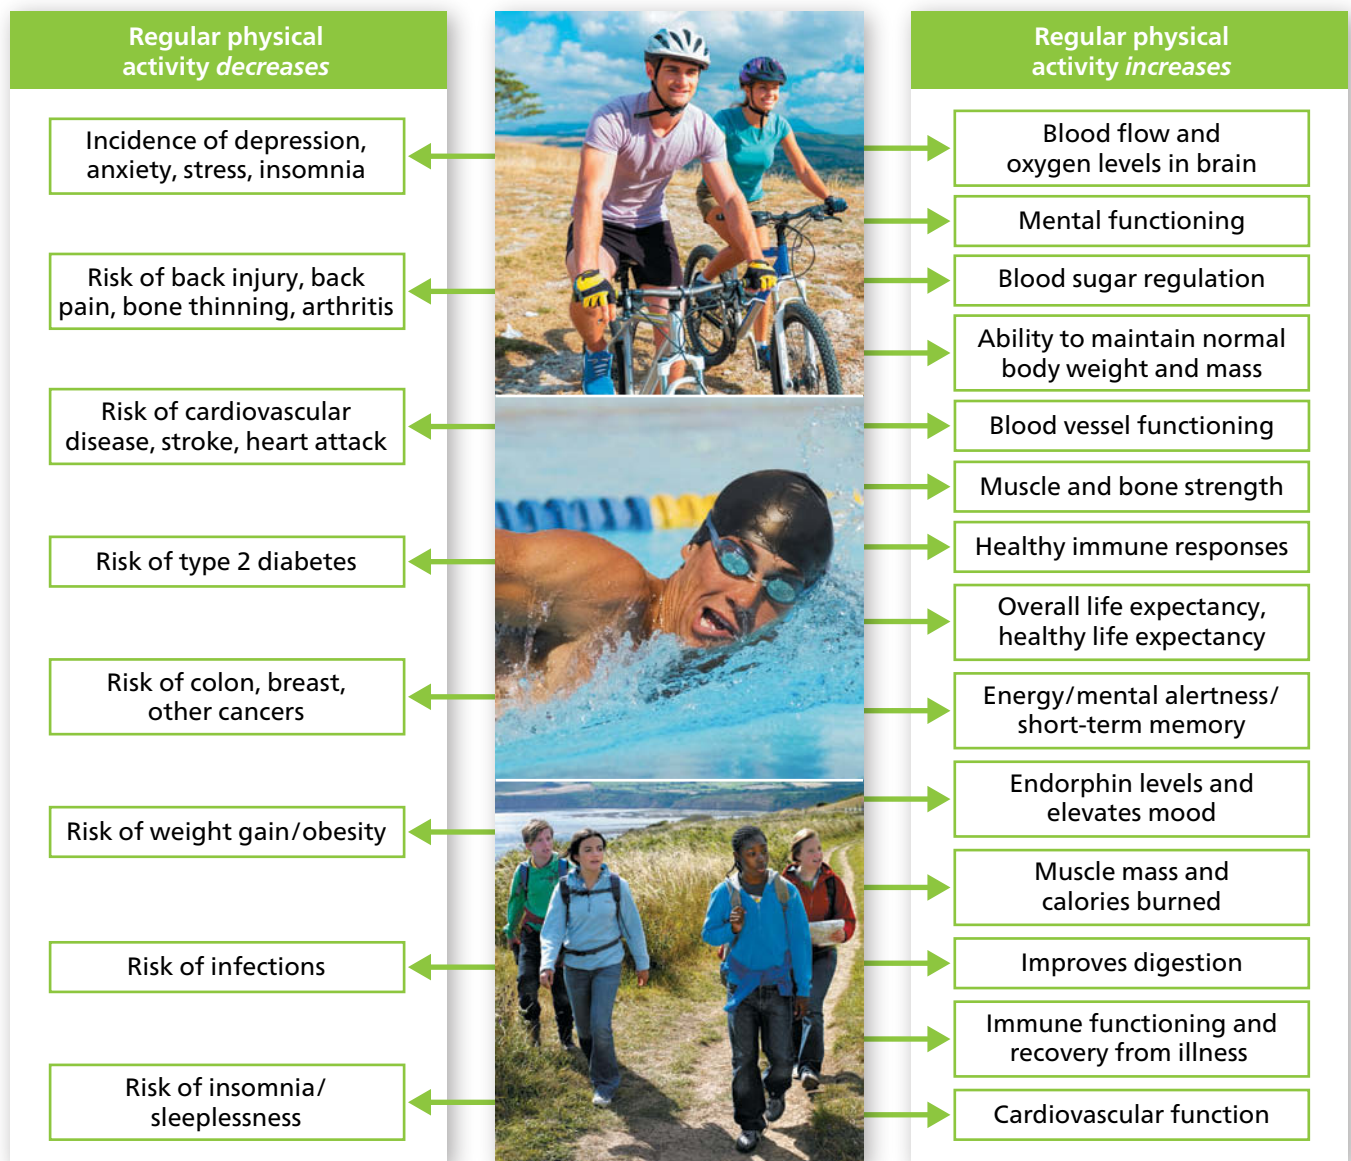 Regular physical
activity decreases
Incidence of depression,
anxiety, stress, insomnia
Risk of back injury, back
pain, bone thinning, arthritis
Risk of cardiovascular
disease, stroke, heart attack
Risk of type 2 diabetes
Risk of colon, breast,
other cancers
Risk of weight gain/obesity
Risk of infections
Risk of insomnia/
sleeplessness
Regular physical
activity increases
Blood flow and
oxygen levels in brain
Mental functioning
Blood sugar regulation
Ability to maintain normal
body weight and mass
Blood vessel functioning
Muscle and bone strength
Healthy immune responses
Overall life expectancy,
healthy life expectancy
Energy/mental alertness/
short-term memory
Endorphin levels and
elevates mood
Muscle mass and
calories burned
Improves digestion
Immune functioning and
recovery from illness
Cardiovascular function